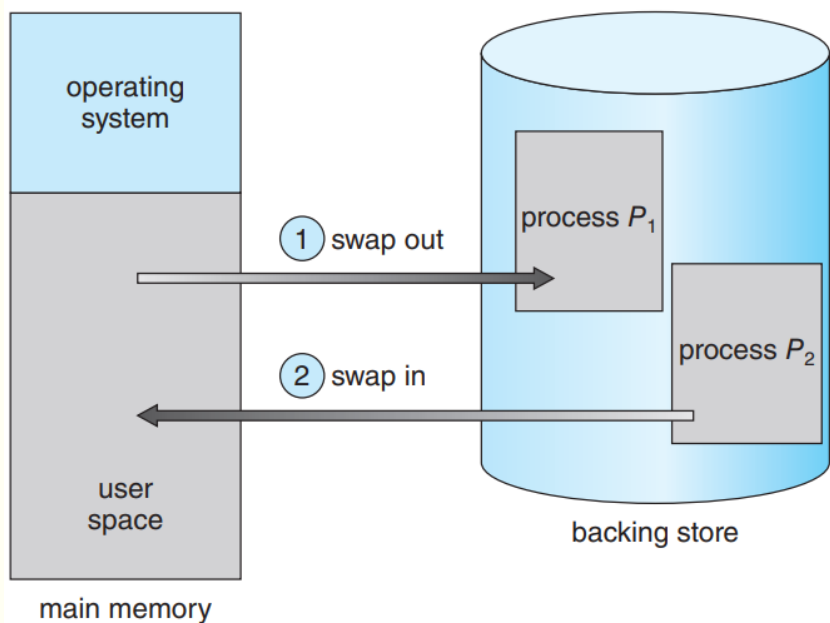 operating
system
1 swap out
process P₁
process P₂
2 swap in
user
space
backing store
main memory